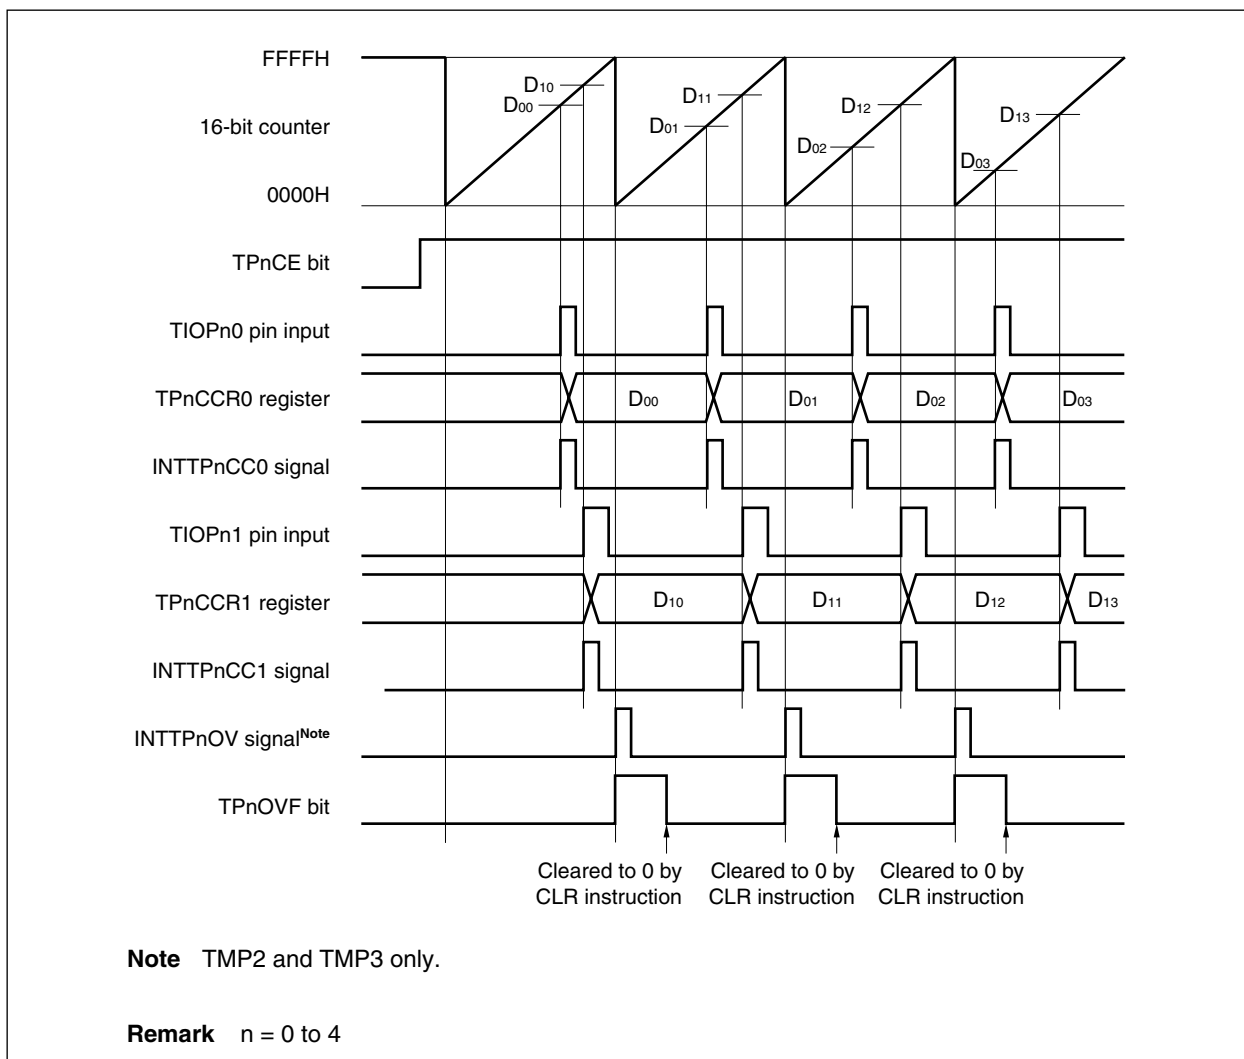 FFFFH
D10
D00
D11
D01
D12
D02
D13
D03
16-bit counter
0000H
TPnCE bit
TIOPn0 pin input
TPnCCR0 register D00 D01 D02 D03
INTTPnCC0 signal
TIOPn1 pin input
TPnCCR1 register D10 D11 D12 D13
INTTPnCC1 signal
INTTPnOV signalNote
TPnOVF bit
Cleared to 0 by
CLR instruction
Cleared to 0 by
CLR instruction
Cleared to 0 by
CLR instruction
Note TMP2 and TMP3 only.
Remark n = 0 to 4